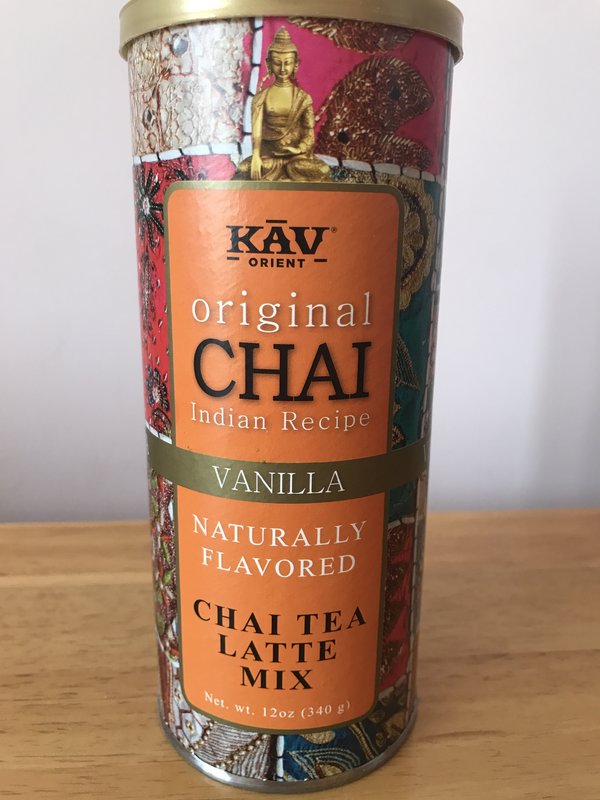 KĀV®
ORIENT
original
CHAI
Indian Recipe
VANILLA
NATURALLY
FLAVORED
CHAI TEA
LATTE
MIX
Net. wt. 12oz (340 g)